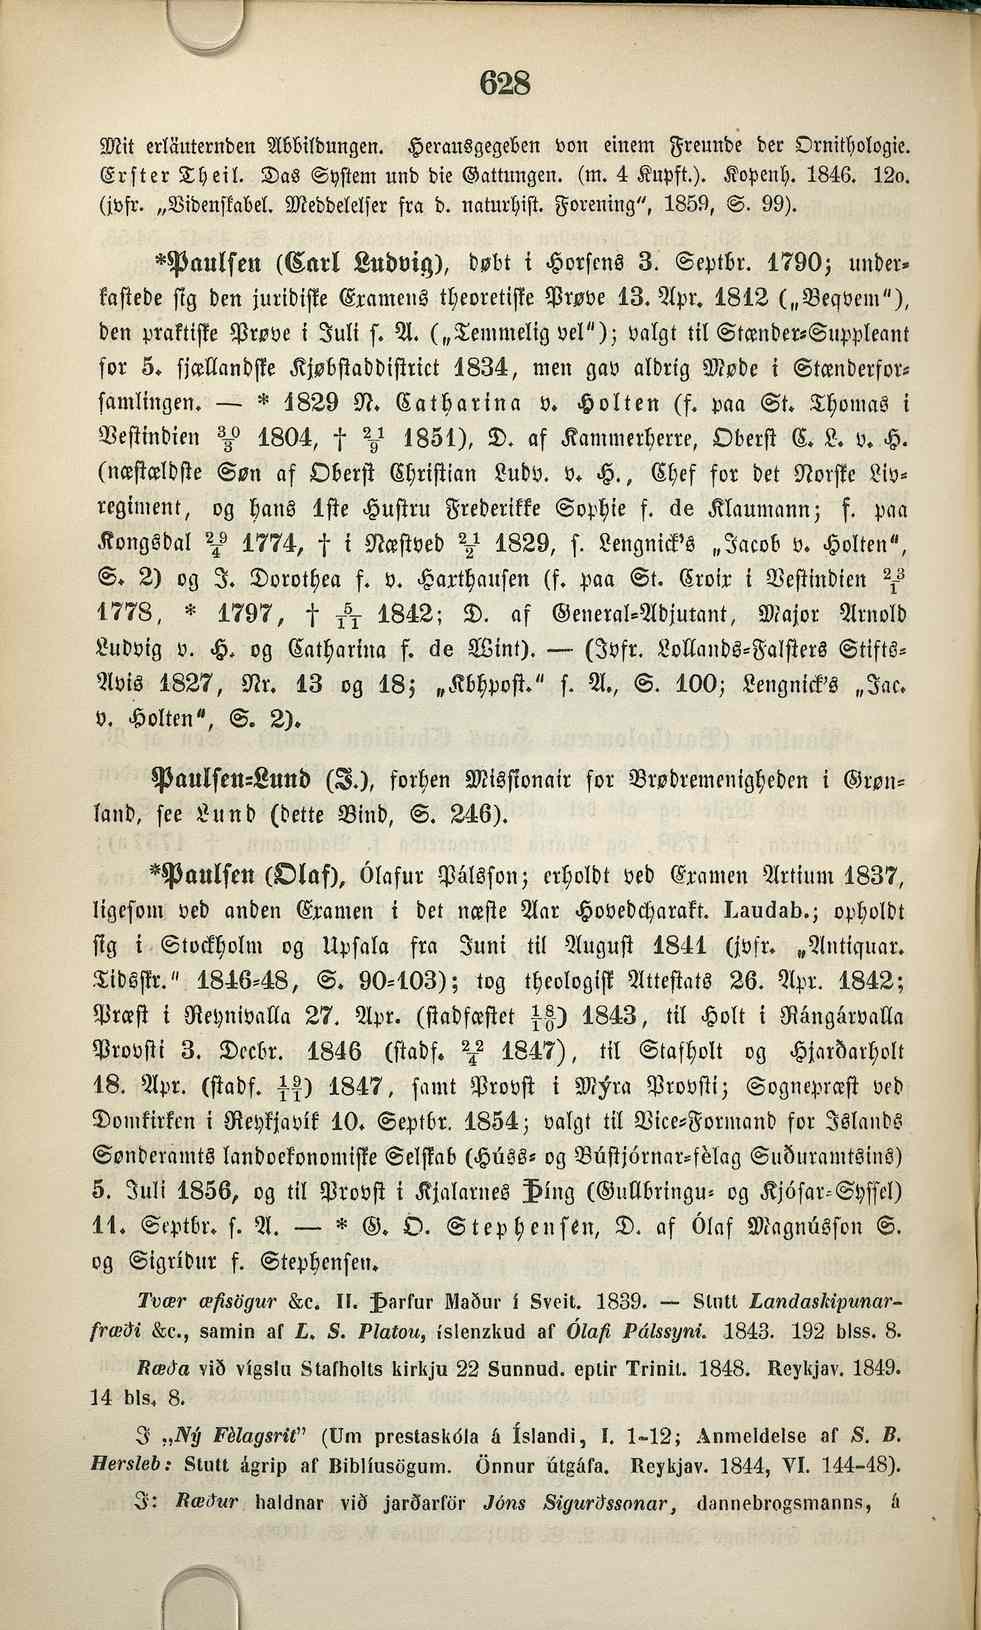 628
Mit erläuternden Abbildungen. Herausgegeben von einem Freunde der Ornithologie.
Erster Theil. Das System und die Gattungen. (m. 4 Kupft.). Kopenh. 1846. 12o.
(jvfr. „Videnskabel. Meddelelser fra d. naturhist. Forening“, 1859, S. 99).
*Paulsen (Carl Ludvig), døbt i Horsens 3. Septbr. 1790; under-
kastede sig den juridiske Examens theoretiske Prøve 13. Apr. 1812 („Beqvem“),
den praktiske Prøve i Juli s. A. („Temmelig vel“); valgt til Stænder-Suppleant
for 5. sjællandske Kjøbstaddistrict 1834, men gav aldrig Møde i Stænderfor-
samlingen. — * 1829 N. Catharina v. Holten (f. paa St. Thomas i
Vestindien 30/3 1804, † 21/9 1851), D. af Kammerherre, Oberst C. L. v. H.
(næstældste Søn af Oberst Christian Ludv. v. H., Chef for det Norske Liv-
regiment, og hans 1ste Hustru Frederikke Sophie f. de Klaumann; f. paa
Kongsdal 29/4 1774, † i Næstved 21/2 1829, s. Lengnick's „Jacob v. Holten“,
S. 2) og J. Dorothea f. v. Haxthausen (f. paa St. Croix i Vestindien 23/1
1778, * 1797, † 5/11 1842; D. af General-Adjutant, Major Arnold
Ludvig v. H. og Catharina f. de Wint). — (Jvfr. Lollands-Falsters Stifts-
Avis 1827, Nr. 13 og 18; „Kbhpost.“ s. A., S. 100; Lengnick's „Jac.
v. Holten“, S. 2).
Paulsen-Lund (J.), forhen Missionair for Brødremenigheden i Grøn-
land, see Lund (dette Bind, S. 246).
*Paulsen (Olaf), Ólafur Pálsson; erholdt ved Examen Artium 1837,
ligesom ved anden Examen i det næste Aar Hovedcharakt. Laudab.; opholdt
sig i Stockholm og Upsala fra Juni til August 1841 (jvfr. „Antiquar.
Tidsskr.“ 1846-48, S. 90-103); tog theologisk Attestats 26. Apr. 1842;
Præst i Reynivalla 27. Apr. (stadfæstet 18/10) 1843, til Holt i Rángárvalla
Provsti 3. Decbr. 1846 (stadf. 22/4 1847), til Stafholt og Hjarðarholt
18. Apr. (stadf. 19/11) 1847, samt Provst i Mýra Provsti; Sognepræst ved
Domkirken i Reykjavík 10. Septbr. 1854; valgt til Vice-Formand for Islands
Sønderamts landoekonomiske Selskab (Húss- og Bústjórnar-fèlag Suðuramtsins)
5. Juli 1856, og til Provst i Kjalarnes Þing (Gullbringu- og Kjósar-Syssel)
11. Septbr. s. A. — * G. O. Stephensen, D. af Ólaf Magnússon S.
og Sigríður f. Stephensen.
Tvær æfisögur &c. II. Þarfur Maður í Sveit. 1839. — Stutt Landaskipunar-
fræði &c., samin af L. S. Platou, íslenzkud af Ólafi Pálssyni. 1843. 192 blss. 8.
Ræða við vígslu Stafholts kirkju 22 Sunnud. eptir Trinit. 1848. Reykjav. 1849.
14 bls. 8.
I „Ný Fèlagsrit” (Um prestaskóla á Íslandi, I. 1-12; Anmeldelse af S. B.
Hersleb: Stutt ágrip af Biblíusögum. Önnur útgáfa. Reykjav. 1844, VI. 144-48).
I: Ræður haldnar við jarðarför Jóns Sigurðssonar, dannebrogsmanns, á